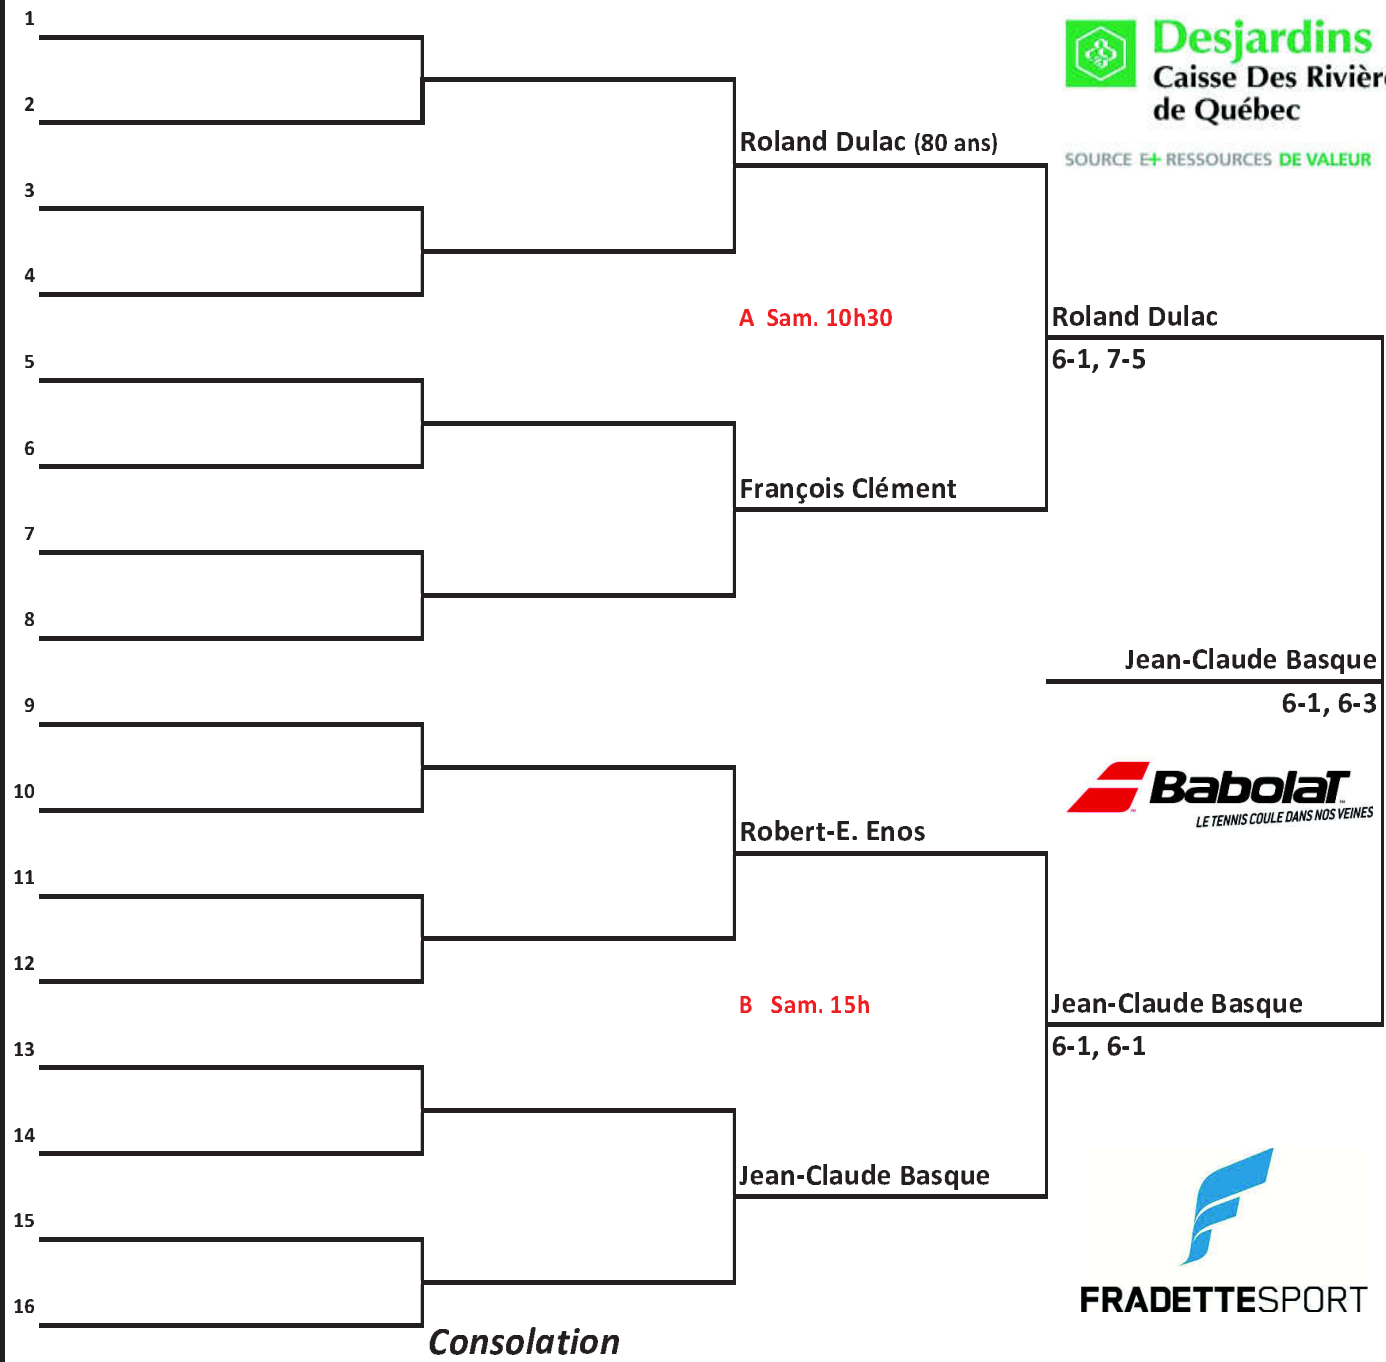 1
Desjardins
Caisse Des Rivièr
de Québec
2
Roland Dulac (80 ans)
SOURCE ET RESSOURCES DE VALEUR
3
4
A Sam. 10h30
Roland Dulac
6-1, 7-5
5
6
François Clément
7
8
Jean-Claude Basque
6-1, 6-3
9
Babolat
LE TENNIS COULE DANS NOS VEINES
10
Robert-E. Enos
11
12
B Sam. 15h
Jean-Claude Basque
6-1, 6-1
13
14
Jean-Claude Basque
15
16
FRADETTESPORT
Consolation